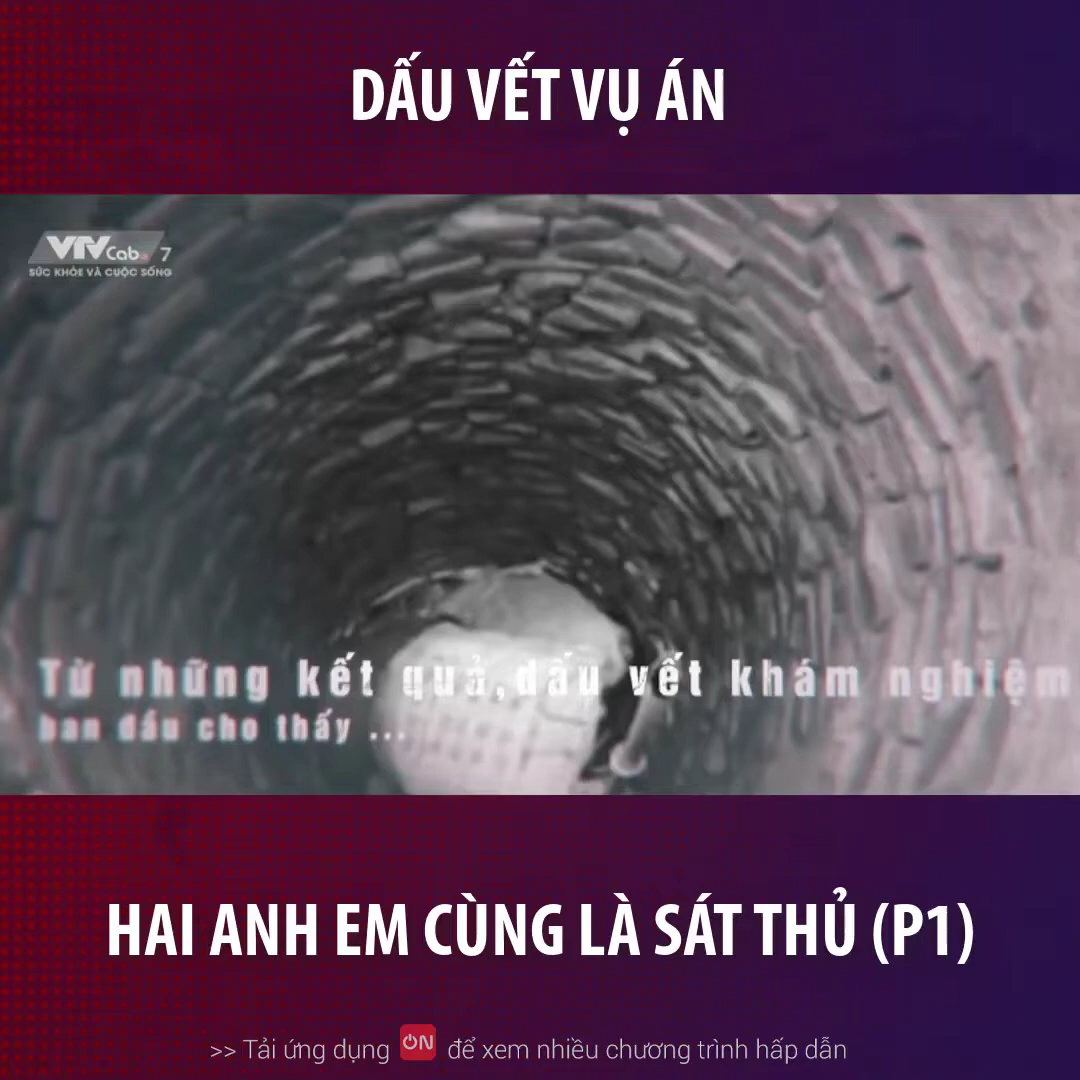 DẤU VẾT VỤ ÁN
VTVCab 7
SỨC KHỎE VÀ CUỘC SỐNG
Từ những kết quả, dấu vết khám nghiệm
ban đầu cho thấy ...
HAI ANH EM CÙNG LÀ SÁT THỦ (P1)
>> Tải ứng dụng ON để xem nhiều chương trình hấp dẫn